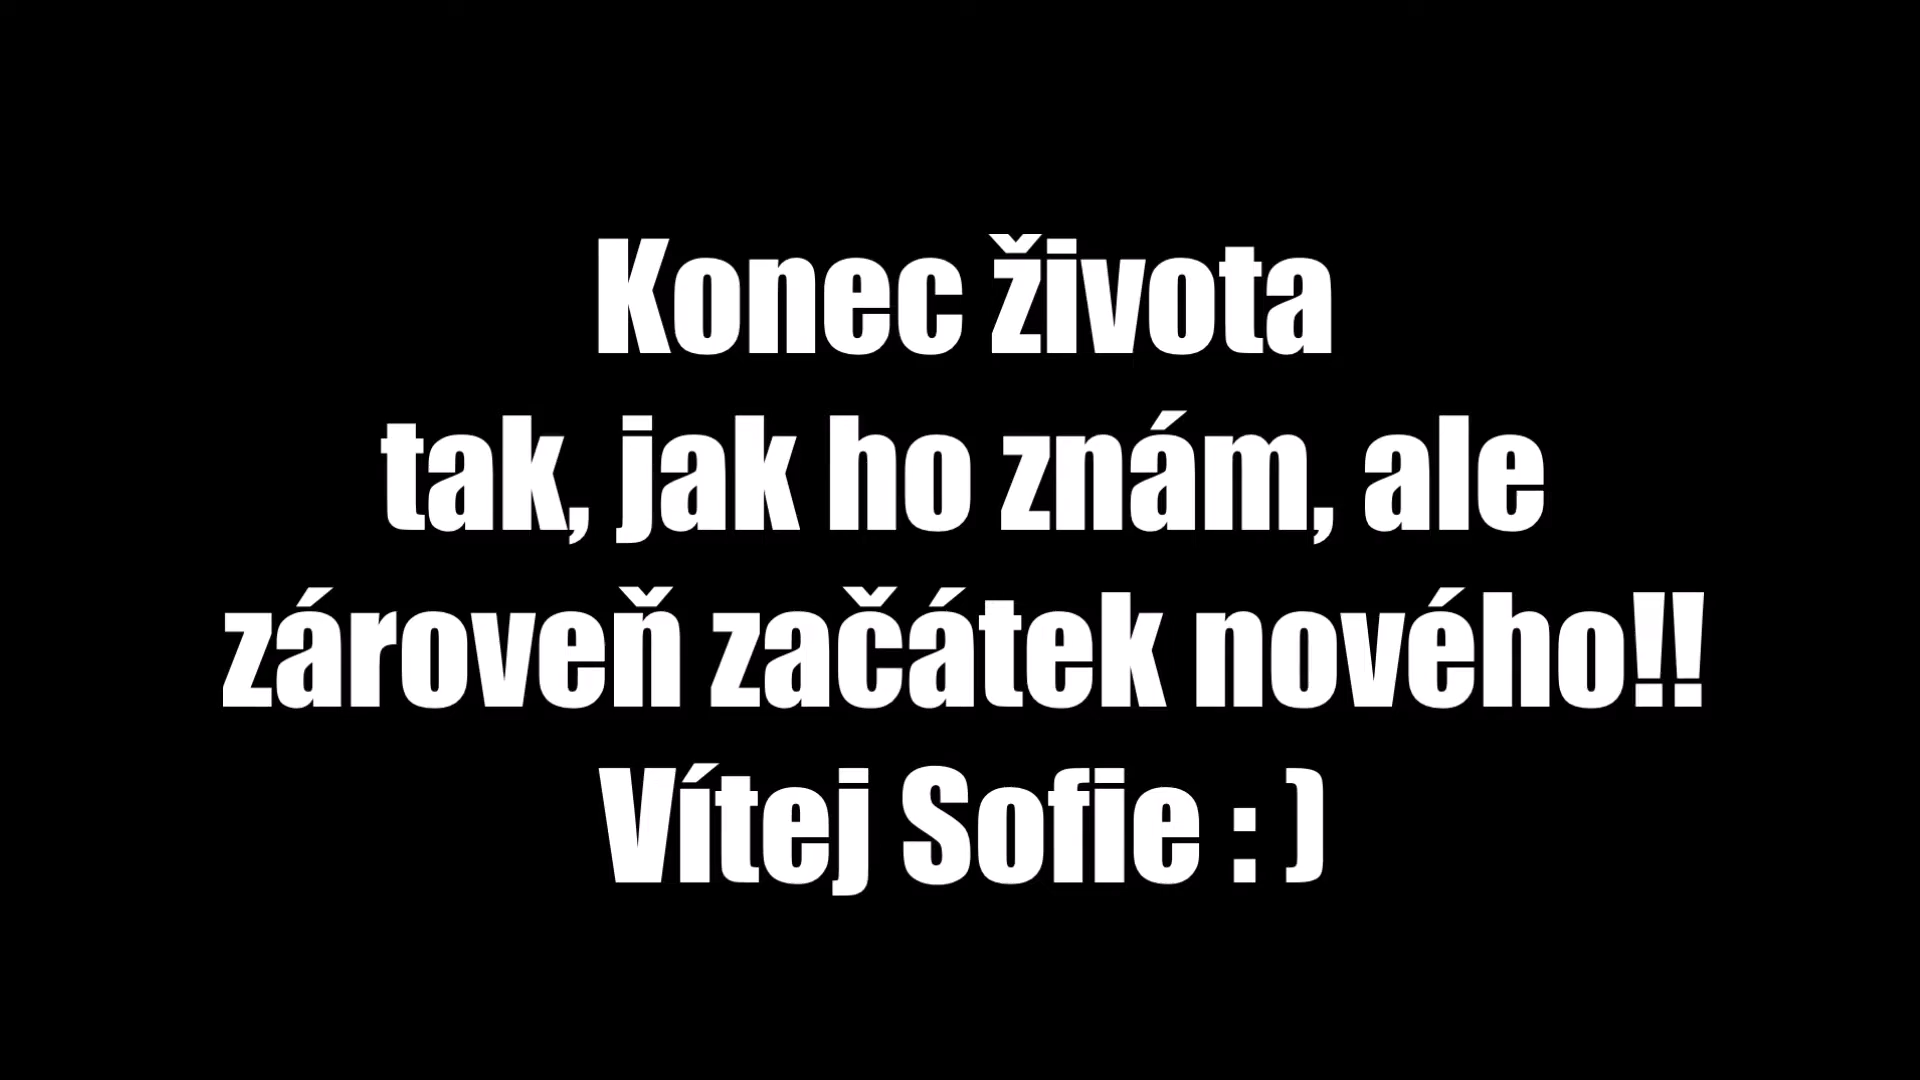 Konec života
tak, jak ho znám, ale
zároveň začátek nového!!
Vítej Sofie : )